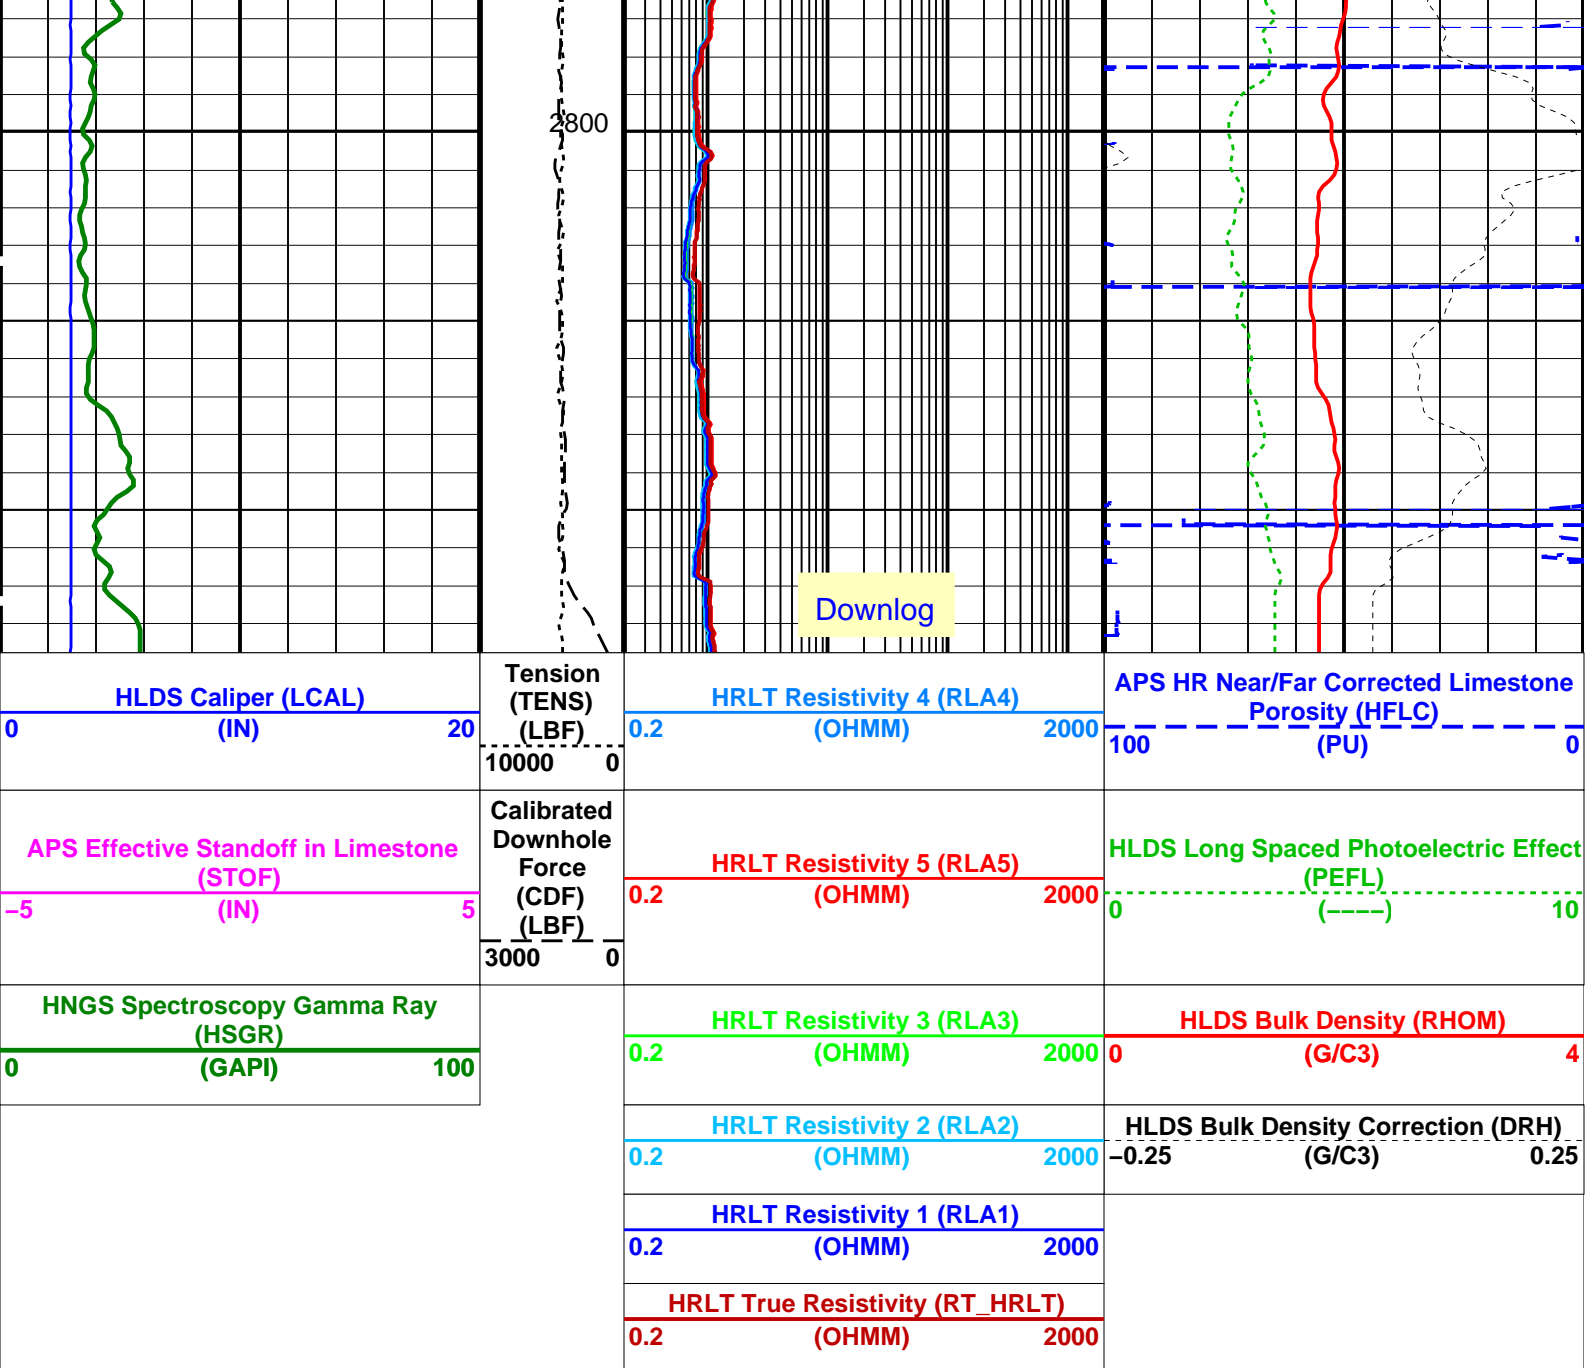 2800
Downlog
HLDS Caliper (LCAL)
0 (IN) 20
APS Effective Standoff in Limestone
(STOF)
−5 (IN) 5
HNGS Spectroscopy Gamma Ray
(HSGR)
0 (GAPI) 100
Tension
(TENS)
(LBF)
10000 0
Calibrated
Downhole
Force
(CDF)
(LBF)
3000 0
HRLT Resistivity 4 (RLA4)
0.2 (OHMM) 2000
HRLT Resistivity 5 (RLA5)
0.2 (OHMM) 2000
HRLT Resistivity 3 (RLA3)
0.2 (OHMM) 2000
HRLT Resistivity 2 (RLA2)
0.2 (OHMM) 2000
HRLT Resistivity 1 (RLA1)
0.2 (OHMM) 2000
HRLT True Resistivity (RT_HRLT)
0.2 (OHMM) 2000
APS HR Near/Far Corrected Limestone
Porosity (HFLC)
100 (PU) 0
HLDS Long Spaced Photoelectric Effect
(PEFL)
0 (−−−−) 10
HLDS Bulk Density (RHOM)
0 (G/C3) 4
HLDS Bulk Density Correction (DRH)
−0.25 (G/C3) 0.25